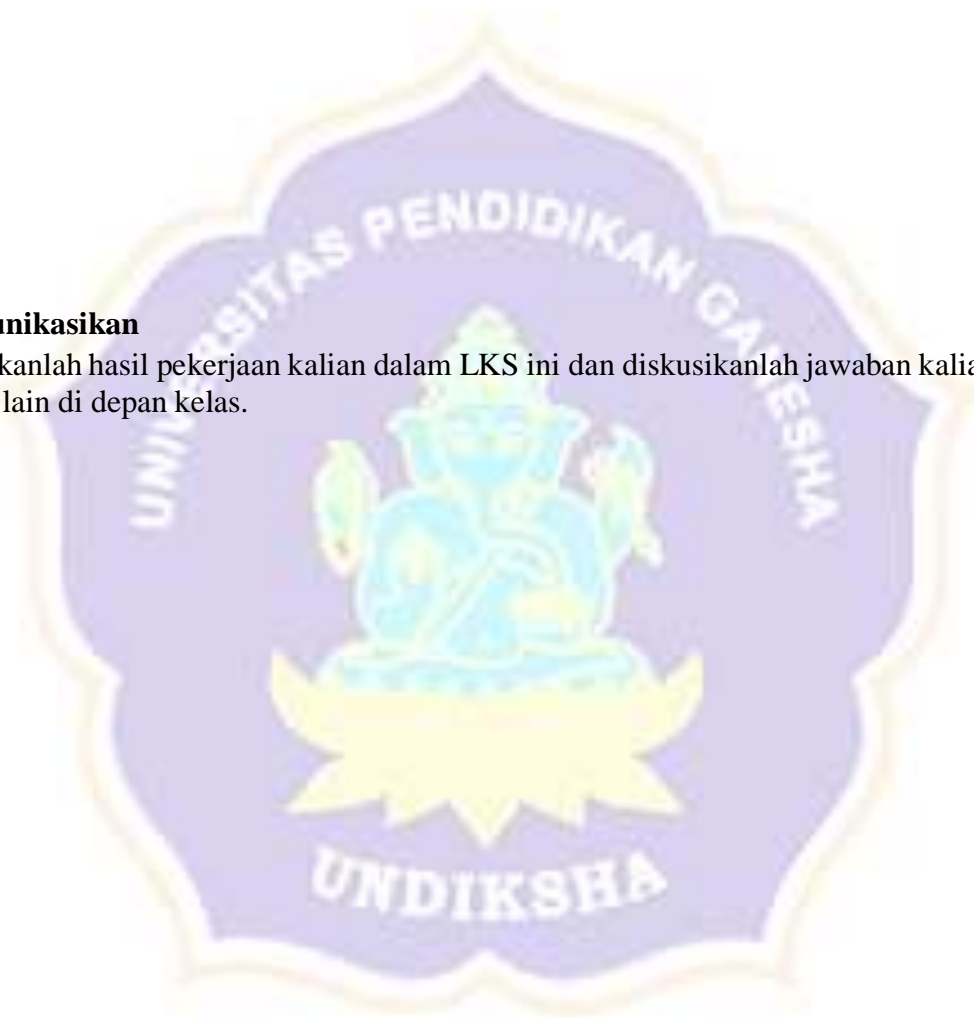 UNIVERSITAS PENDIDIKAN GANESHA
unikasikan
kanlah hasil pekerjaan kalian dalam LKS ini dan diskusikanlah jawaban kalia
lain di depan kelas.
UNDIKSHA